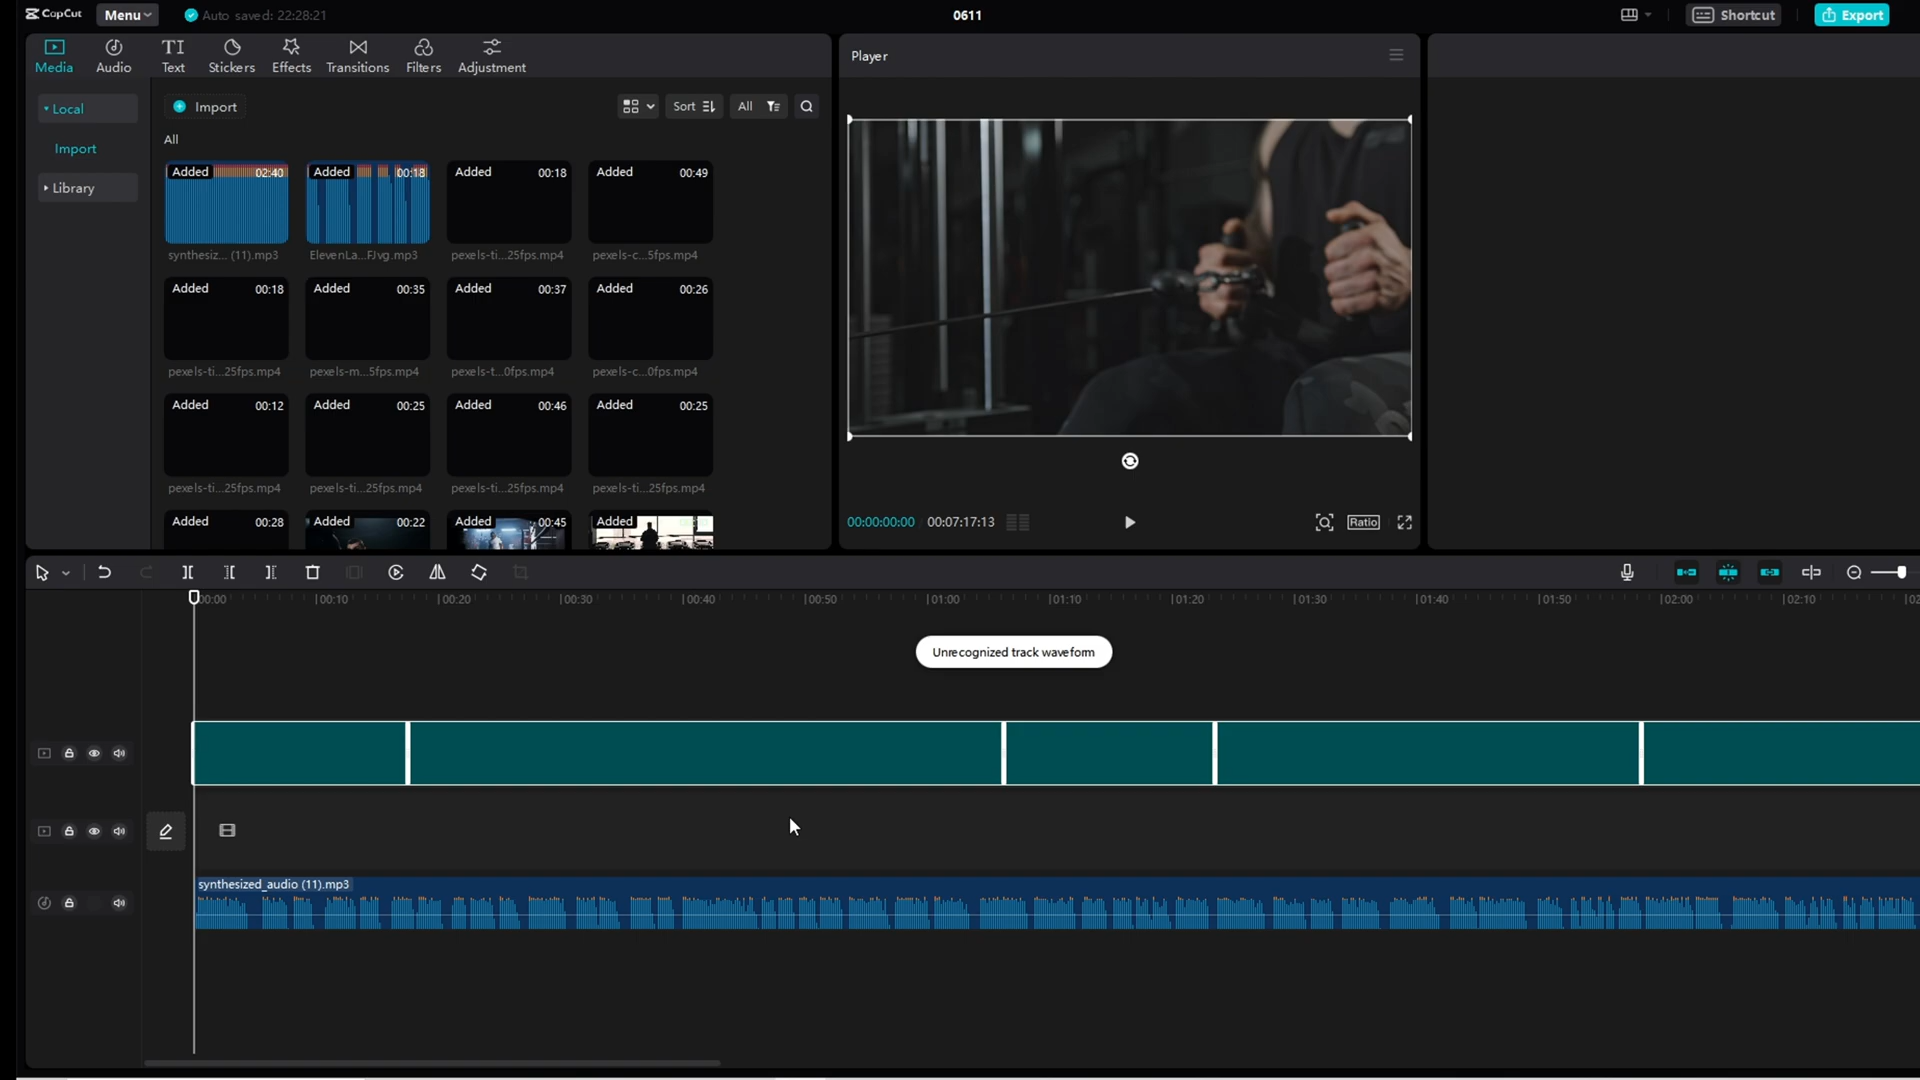 CapCut
Menu
Auto saved: 22:28:21
0611
Shortcut
Export
Media
Audio
Text
Stickers
Effects
Transitions
Filters
Adjustment
Player
Local
Import
Sort
All
Import
All
Library
Added 02:40
Added 00:18
Added 00:18
Added 00:49
synthesiz... (11).mp3
ElevenLa...FJvg.mp3
pexels-ti...25fps.mp4
pexels-c...5fps.mp4
Added 00:18
Added 00:35
Added 00:37
Added 00:26
pexels-ti...25fps.mp4
pexels-m...5fps.mp4
pexels-t...0fps.mp4
pexels-c...0fps.mp4
Added 00:12
Added 00:25
Added 00:46
Added 00:25
pexels-ti...25fps.mp4
pexels-ti...25fps.mp4
pexels-ti...25fps.mp4
pexels-ti...25fps.mp4
Added 00:28
Added 00:22
Added 00:45
Added
00:00:00:00
00:07:17:13
Ratio
00:00
00:10
00:20
00:30
00:40
00:50
01:00
01:10
01:20
01:30
01:40
01:50
02:00
02:10
Unrecognized track waveform
synthesized_audio (11).mp3